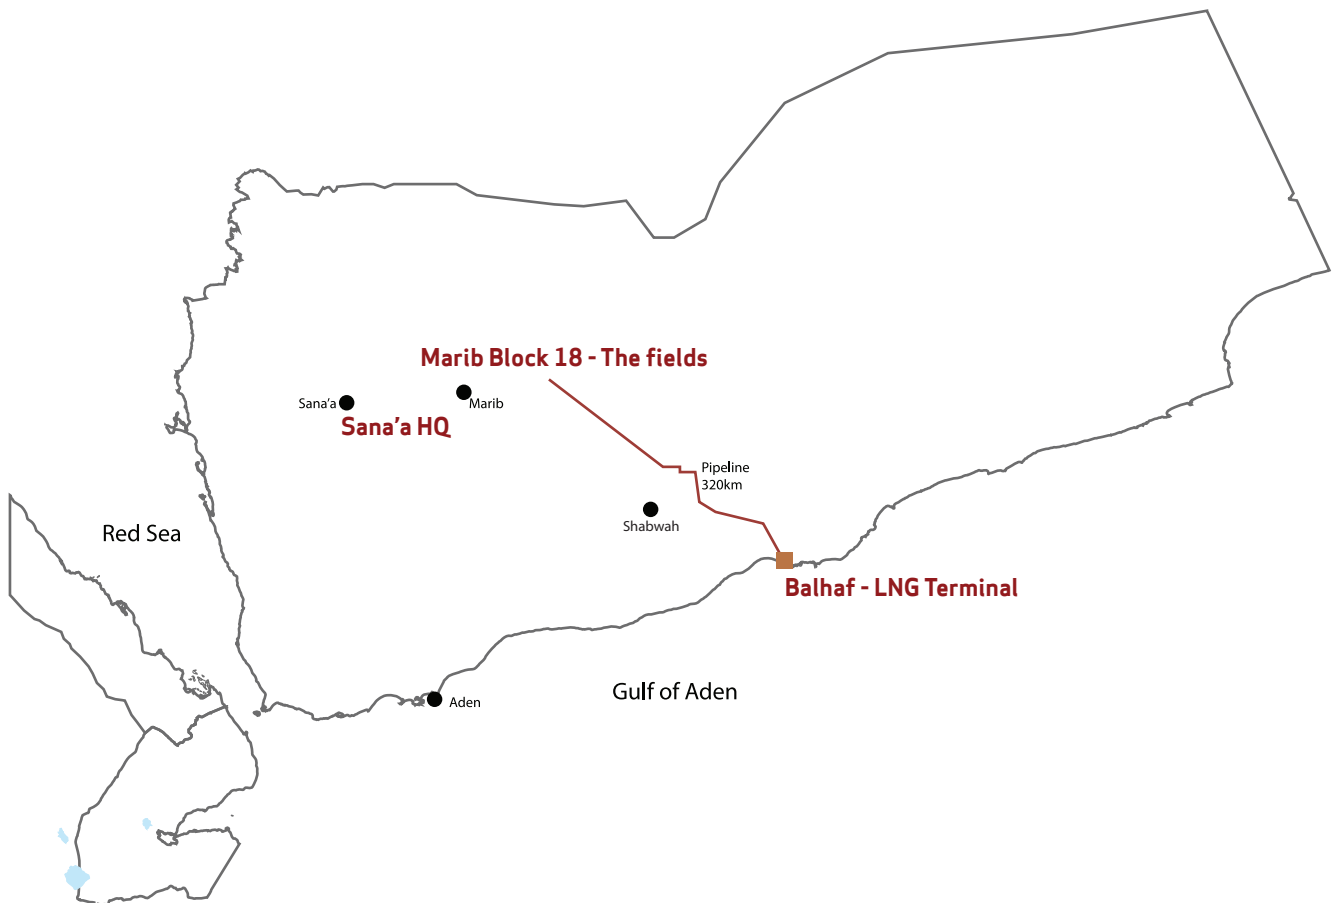 Marib Block 18 - The fields
Sana'a
Marib
Sana'a HQ
Pipeline
320km
Shabwah
Red Sea
Balhaf - LNG Terminal
Gulf of Aden
Aden